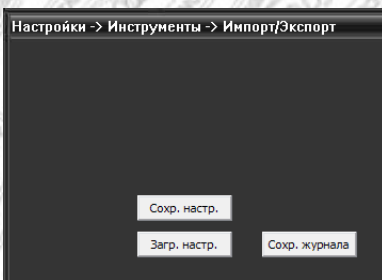 Настройки -> Инструменты -> Импорт/Экспорт
Сохр. настр.
Загр. настр. Сохр. журнала